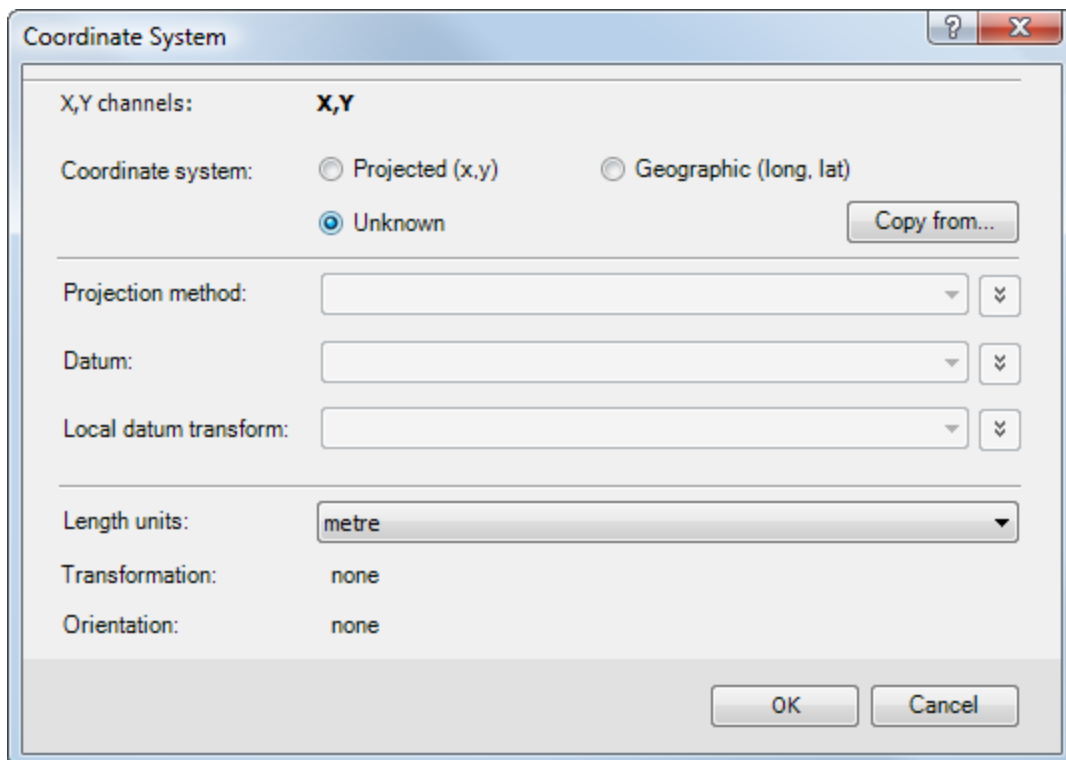 Coordinate System
X,Y channels: X,Y
Coordinate system: Projected (x,y) Geographic (long, lat)
Unknown Copy from...
Projection method:
Datum:
Local datum transform:
Length units: metre
Transformation: none
Orientation: none
OK Cancel